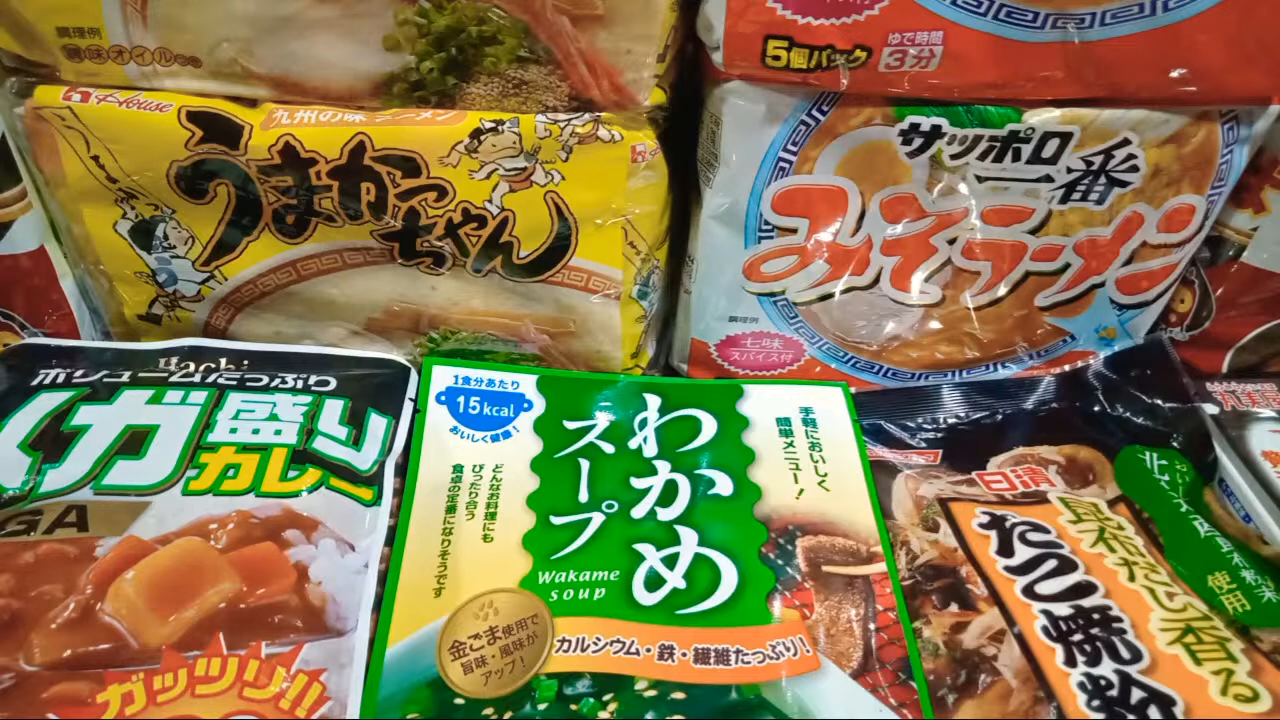 調理例
調味オイル
5個パック
ゆで時間
3分
House
九州の味ラーメン
うまかっちゃん
サッポロ
一番
みそラーメン
調理例
七味
スパイス付
Hachi
ボリュームたっぷり
ガ盛り
カレー
GA
ガッツリ!!
1食分あたり
15kcal
おいしく健康!
わかめ
スープ
Wakame
soup
手軽においしく
簡単メニュー!
どんなお料理にも
ぴったり合う
食卓の定番になりそうです
金ごま使用で
旨味・風味が
アップ!
カルシウム・鉄・繊維たっぷり!
日清
昆布だし香る
たこ焼粉
使用